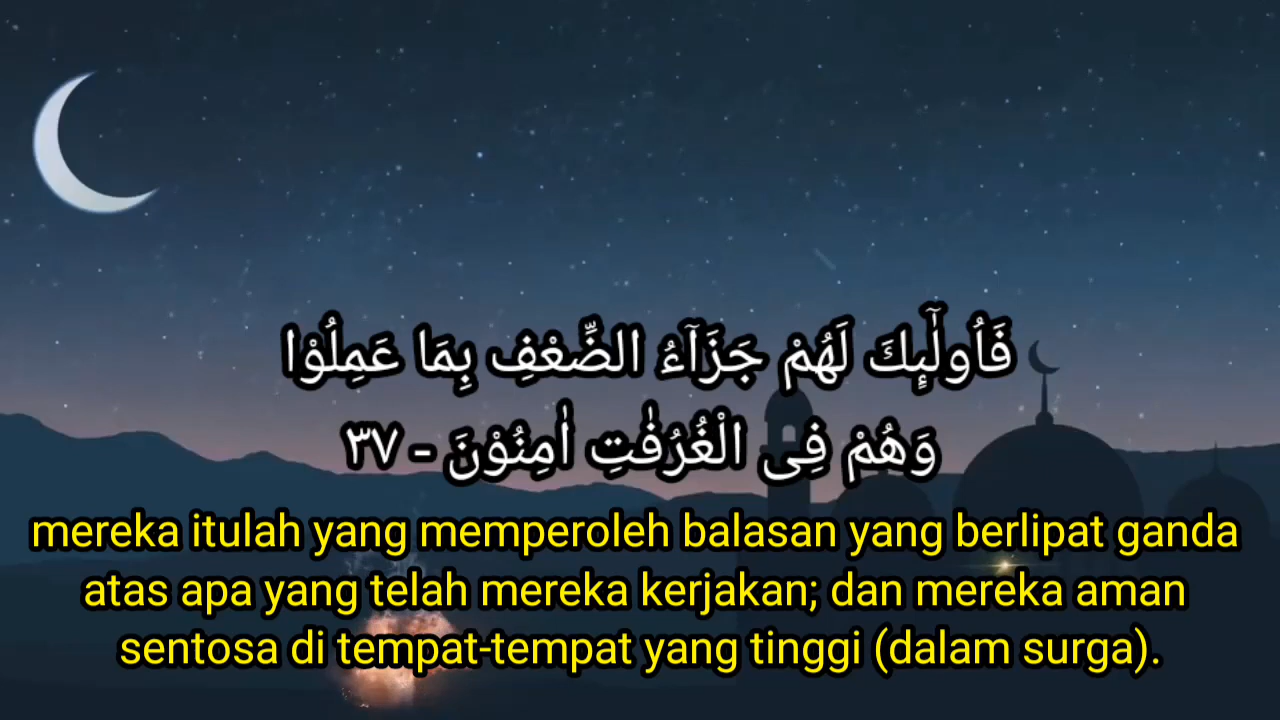 فَاُولٰۤىِٕكَ لَهُمْ جَزَاۤءُ الضِّعْفِ بِمَا عَمِلُوْا
وَهُمْ فِى الْغُرُفٰتِ اٰمِنُوْنَ - ٣٧
mereka itulah yang memperoleh balasan yang berlipat ganda
atas apa yang telah mereka kerjakan; dan mereka aman
sentosa di tempat-tempat yang tinggi (dalam surga).